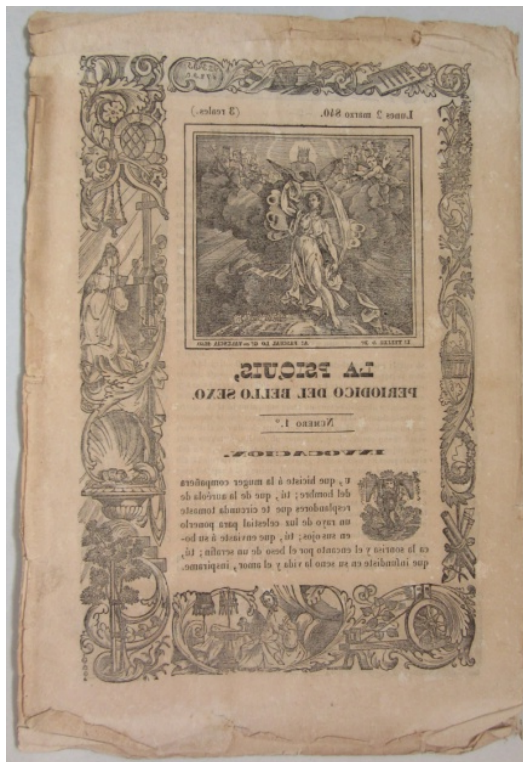 Lunes 2 marzo 840. (3 reales.)
LA PSIQUIS,
PERIODICO DEL BELLO SEXO.
NUMERO 1.º
INVOCACION.
u, que hiciste á la muger compañera
del hombre; tú, que de la auréola de
resplandores que te circunda tomaste
un rayo de luz celestial para ponerlo
en sus ojos; tú, que enviaste á su bo-
ca la sonrisa y el encanto por el beso de un serafin; tú,
que infundiste en su seno la vida y el amor, inspirame.